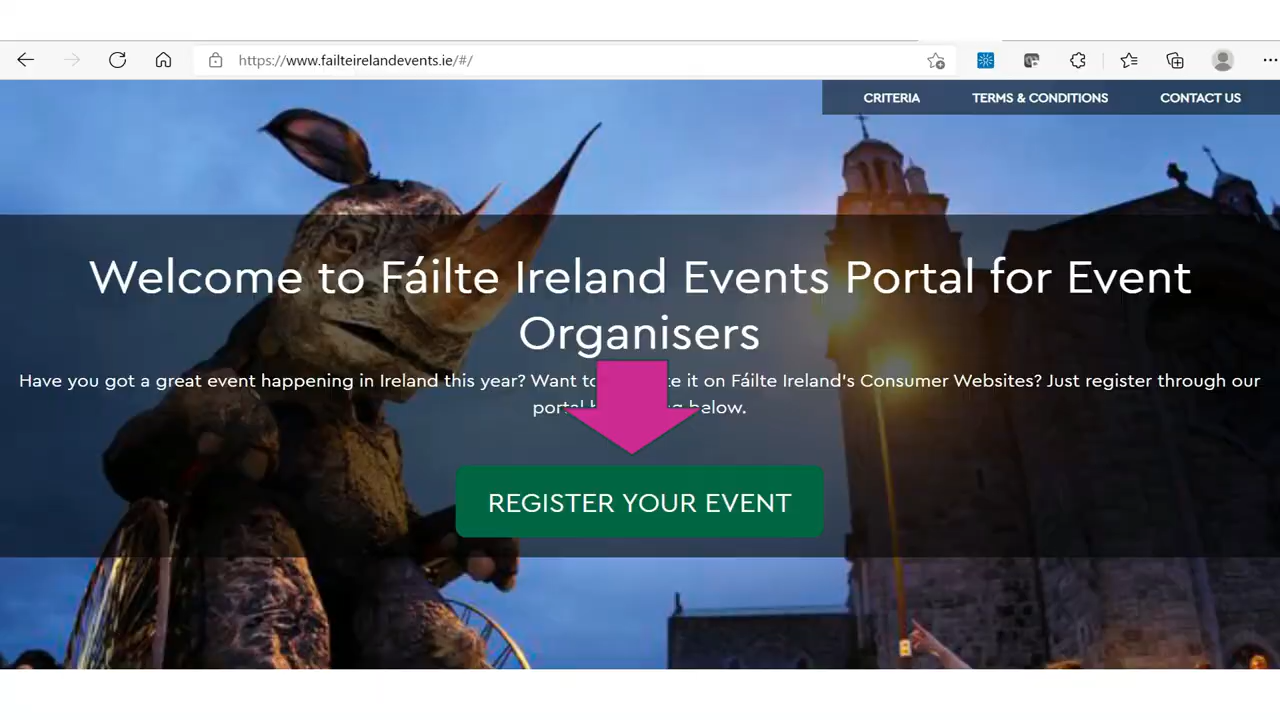 https://www.failteirelandevents.ie/#/
CRITERIA TERMS & CONDITIONS CONTACT US
Welcome to Fáilte Ireland Events Portal for Event
Organisers
Have you got a great event happening in Ireland this year? Want it on Fáilte Ireland's Consumer Websites? Just register through our
below.
REGISTER YOUR EVENT